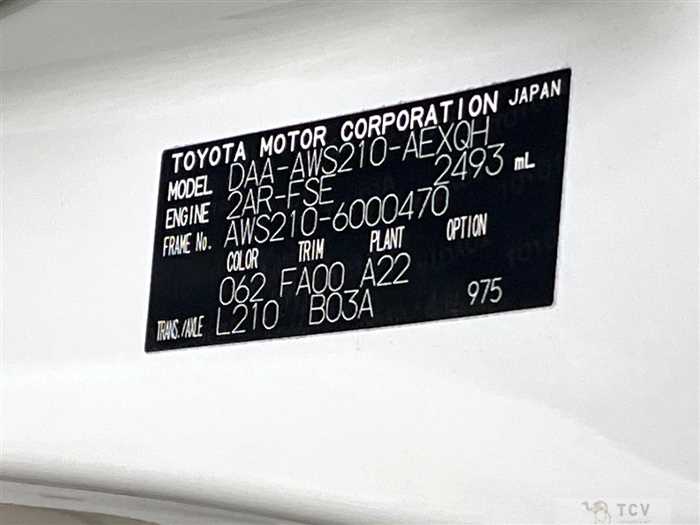 TOYOTA MOTOR CORPORATION JAPAN
MODEL DAA-AWS210-AEXQH
ENGINE 2AR-FSE 2493 mL
FRAME No. AWS210-6000470
COLOR TRIM PLANT OPTION
062 FA00 A22
TRANS./AXLE L210 B03A 975
TCV